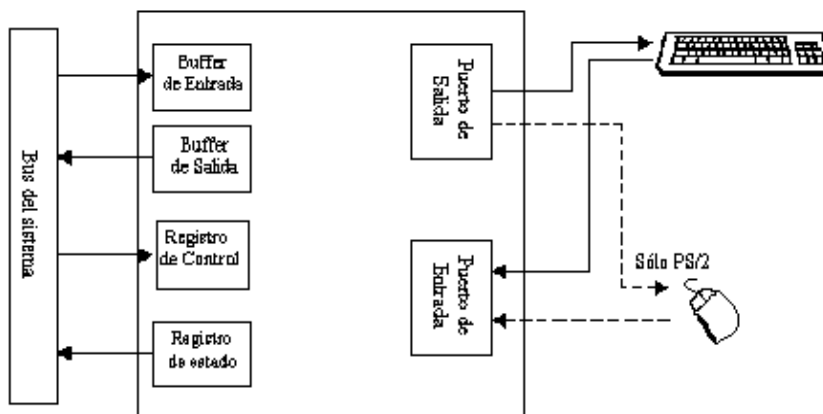 Bus del sistema
Buffer
de Entrada
Buffer
de Salida
Registro
de Control
Registro
de estado
Puerto de
Salida
Puerto de
Entrada
Sólo PS/2